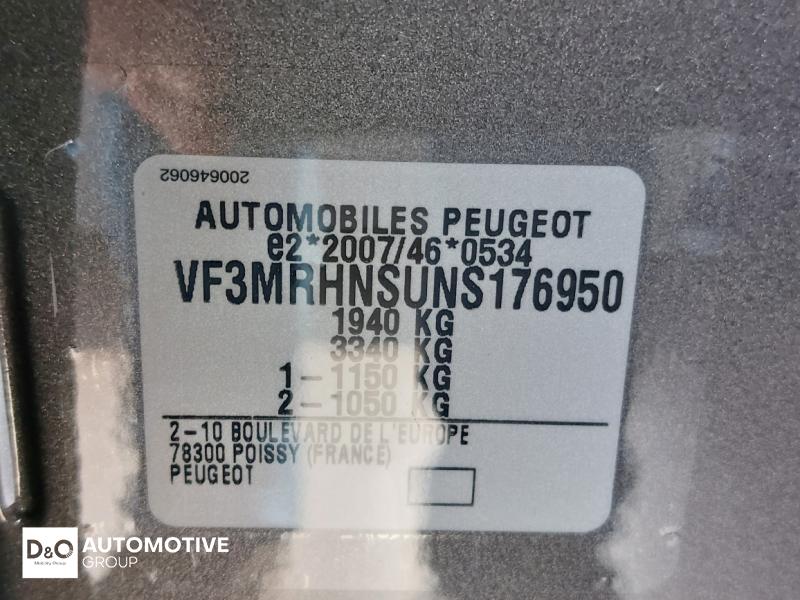 200646062
AUTOMOBILES PEUGEOT
e2*2007/46*0534
VF3MRHNSUNS176950
1940 KG
3340 KG
1-1150 KG
2-1050 KG
2-10 BOULEVARD DE L'EUROPE
78300 POISSY (FRANCE)
PEUGEOT
D&O AUTOMOTIVE
Mobility Group GROUP